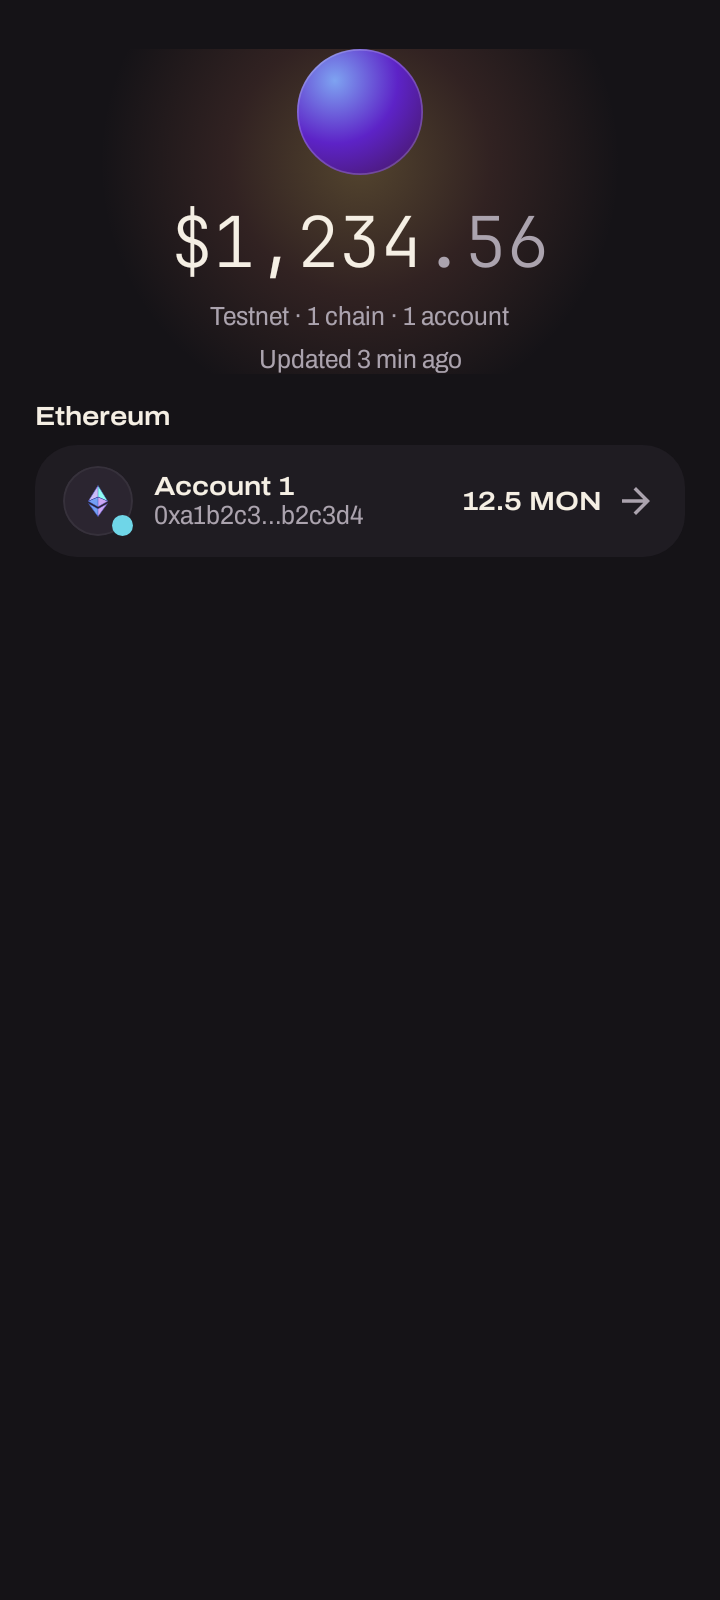 $1,234.56
Testnet · 1 chain · 1 account
Updated 3 min ago
Ethereum
Account 1
0xa1b2c3...b2c3d4
12.5 MON